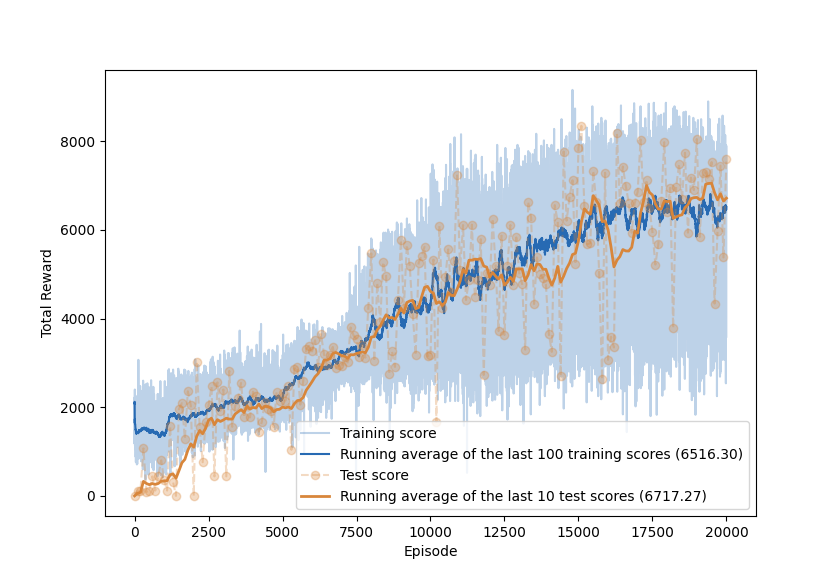 8000
6000
4000
2000
0
Total Reward
Training score
Running average of the last 100 training scores (6516.30)
Test score
Running average of the last 10 test scores (6717.27)
0 2500 5000 7500 10000 12500 15000 17500 20000
Episode